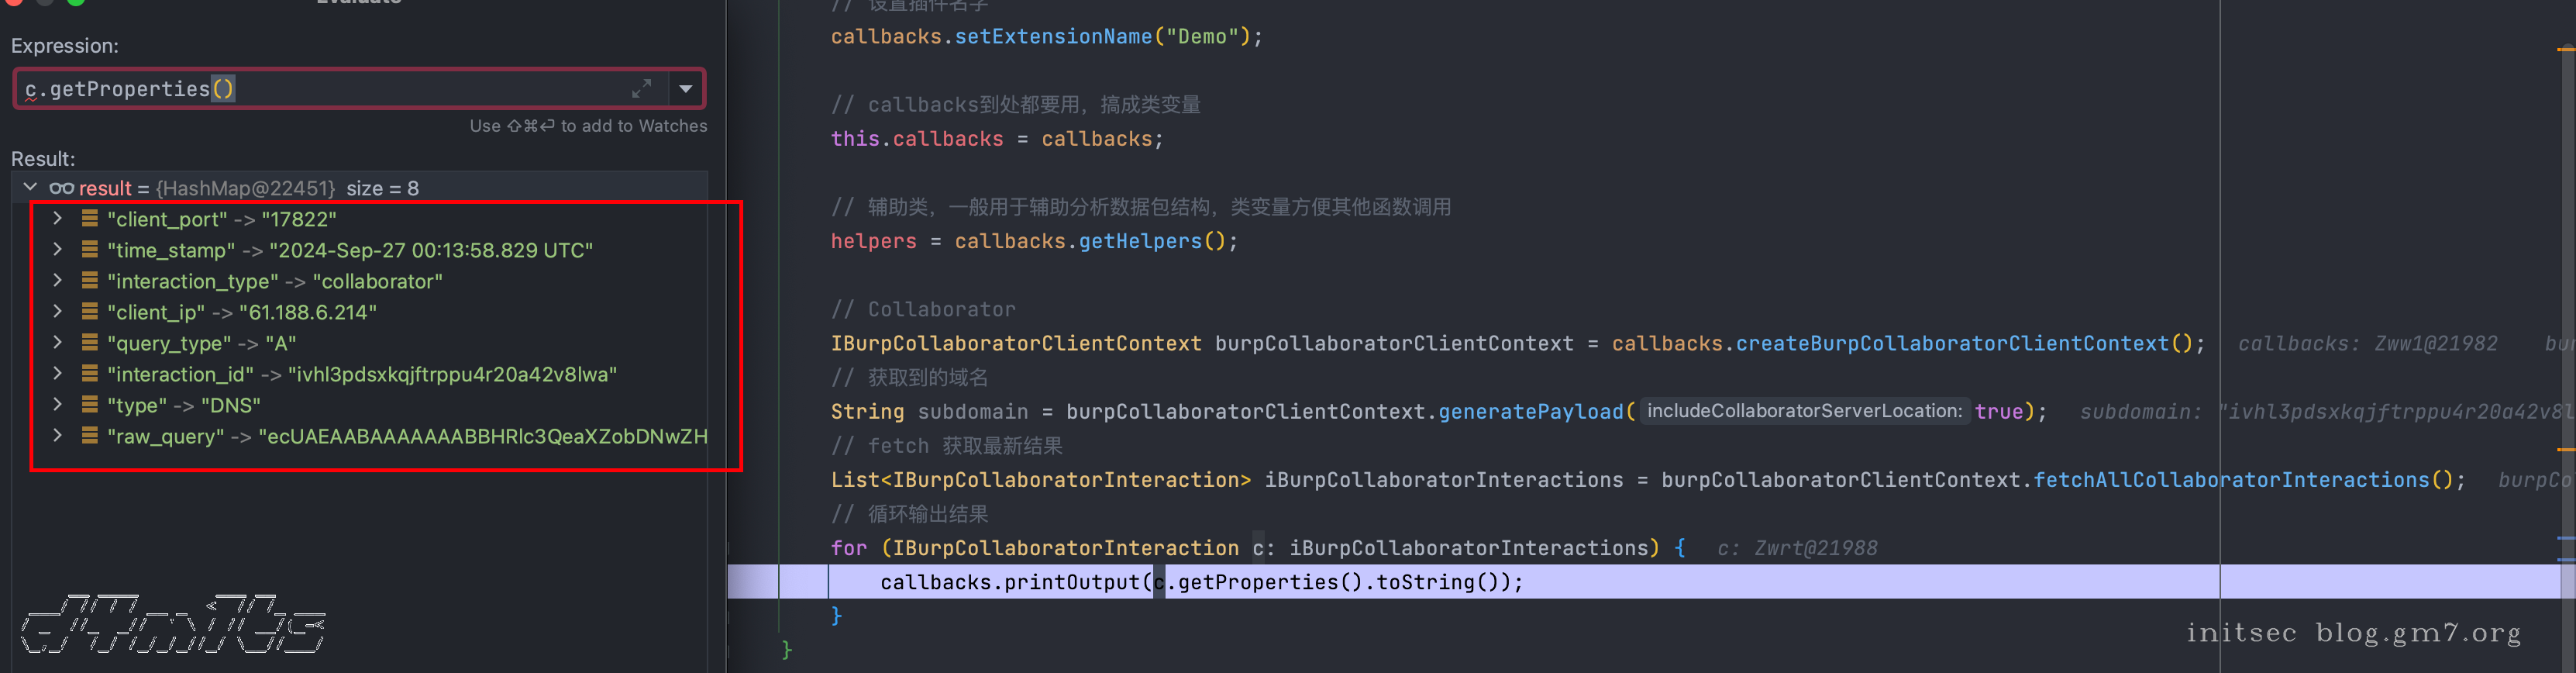 Evaluate
Expression:
c.getProperties()
Use ⇧⌘⏎ to add to Watches
Result:
result = {HashMap@22451} size = 8
"client_port" -> "17822"
"time_stamp" -> "2024-Sep-27 00:13:58.829 UTC"
"interaction_type" -> "collaborator"
"client_ip" -> "61.188.6.214"
"query_type" -> "A"
"interaction_id" -> "ivhl3pdsxkqjftrppu4r20a42v8lwa"
"type" -> "DNS"
"raw_query" -> "ecUAEAABAAAAAAABBHRlc3QeaXZobDNwZH
// 设置插件名字
callbacks.setExtensionName("Demo");
// callbacks到处都要用，搞成类变量
this.callbacks = callbacks;
// 辅助类，一般用于辅助分析数据包结构，类变量方便其他函数调用
helpers = callbacks.getHelpers();
// Collaborator
IBurpCollaboratorClientContext burpCollaboratorClientContext = callbacks.createBurpCollaboratorClientContext(); callbacks: Zww1@21982 bur
// 获取到的域名
String subdomain = burpCollaboratorClientContext.generatePayload( includeCollaboratorServerLocation: true); subdomain: "ivhl3pdsxkqjftrppu4r20a42v8l
// fetch 获取最新结果
List<IBurpCollaboratorInteraction> iBurpCollaboratorInteractions = burpCollaboratorClientContext.fetchAllCollaboratorInteractions(); burpCo
// 循环输出结果
for (IBurpCollaboratorInteraction c: iBurpCollaboratorInteractions) { c: Zwrt@21988
callbacks.printOutput(c.getProperties().toString());
}
}
initsec blog.gm7.org